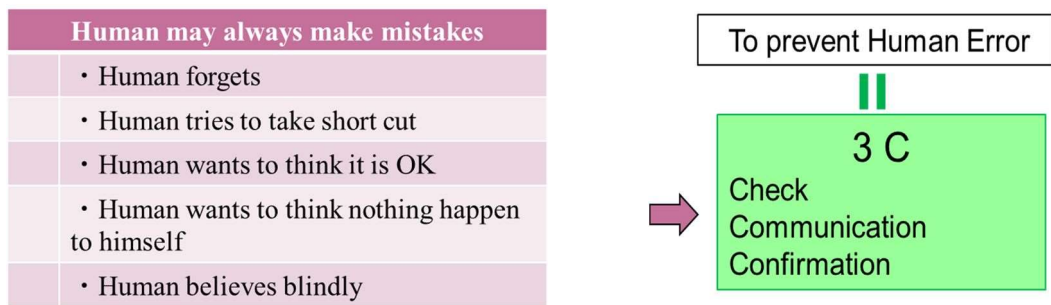 Human may always make mistakes
・Human forgets
・Human tries to take short cut
・Human wants to think it is OK
・Human wants to think nothing happen
to himself
・Human believes blindly
To prevent Human Error
3 C
Check
Communication
Confirmation